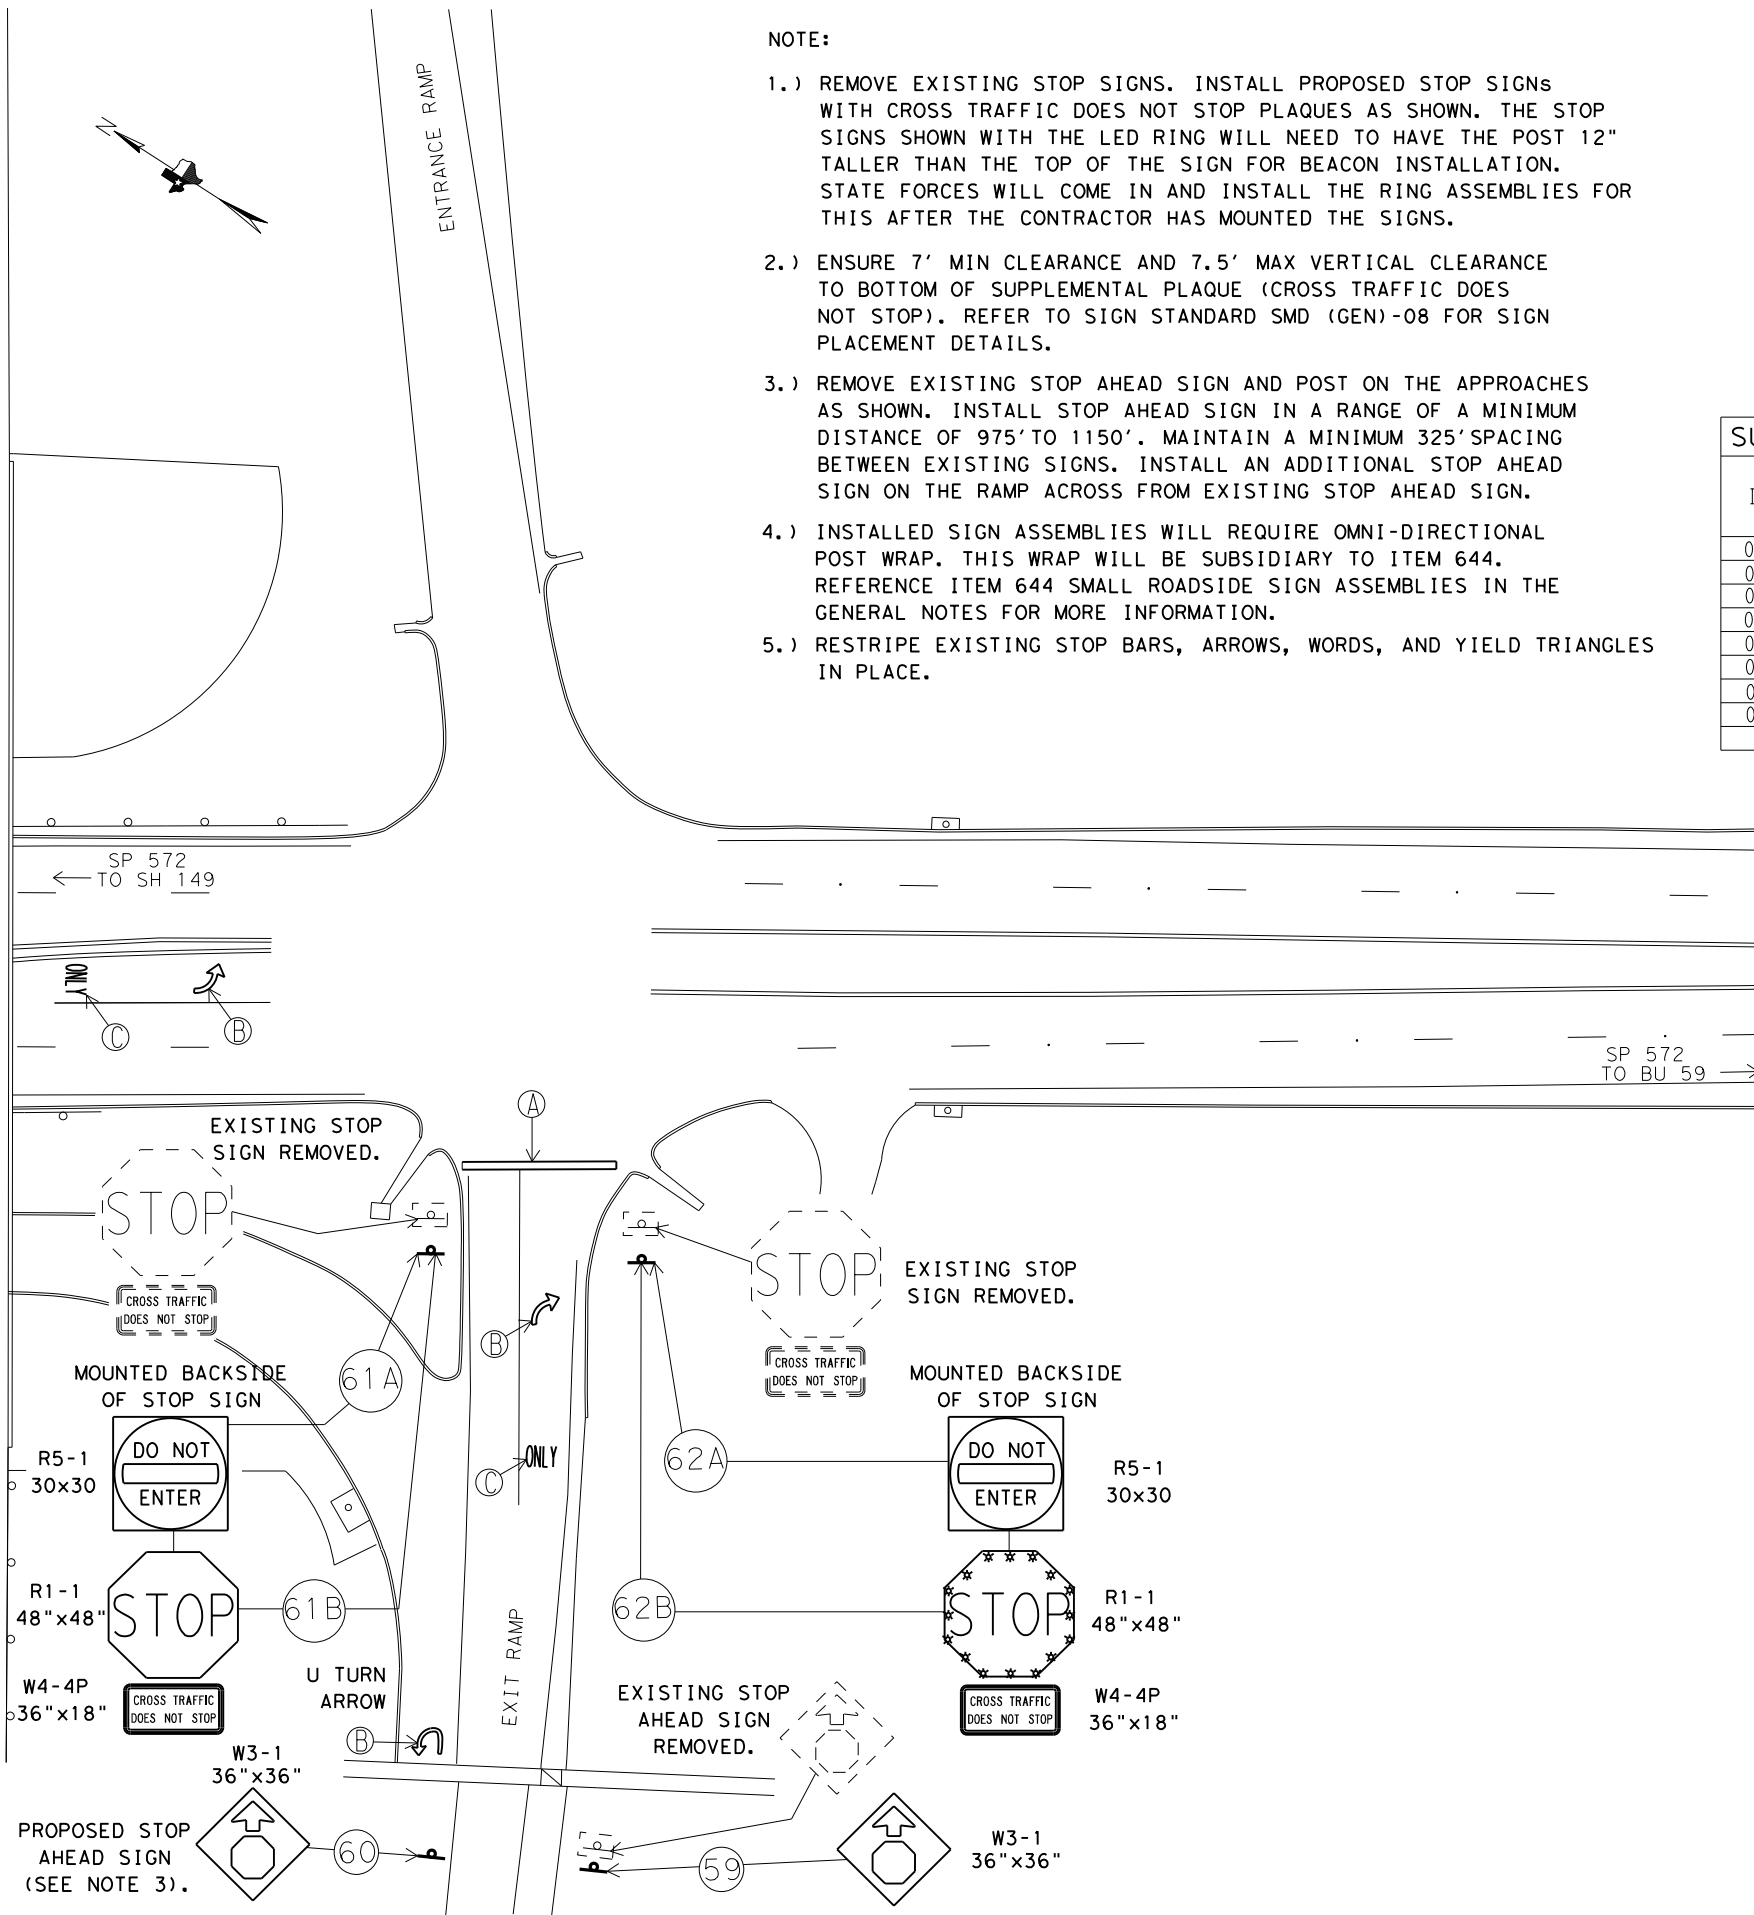 NOTE:
1.) REMOVE EXISTING STOP SIGNS. INSTALL PROPOSED STOP SIGNs
WITH CROSS TRAFFIC DOES NOT STOP PLAQUES AS SHOWN. THE STOP
SIGNS SHOWN WITH THE LED RING WILL NEED TO HAVE THE POST 12"
TALLER THAN THE TOP OF THE SIGN FOR BEACON INSTALLATION.
STATE FORCES WILL COME IN AND INSTALL THE RING ASSEMBLIES FOR
THIS AFTER THE CONTRACTOR HAS MOUNTED THE SIGNS.
2.) ENSURE 7' MIN CLEARANCE AND 7.5' MAX VERTICAL CLEARANCE
TO BOTTOM OF SUPPLEMENTAL PLAQUE (CROSS TRAFFIC DOES
NOT STOP). REFER TO SIGN STANDARD SMD (GEN)-08 FOR SIGN
PLACEMENT DETAILS.
3.) REMOVE EXISTING STOP AHEAD SIGN AND POST ON THE APPROACHES
AS SHOWN. INSTALL STOP AHEAD SIGN IN A RANGE OF A MINIMUM
DISTANCE OF 975'TO 1150'. MAINTAIN A MINIMUM 325'SPACING
BETWEEN EXISTING SIGNS. INSTALL AN ADDITIONAL STOP AHEAD
SIGN ON THE RAMP ACROSS FROM EXISTING STOP AHEAD SIGN.
4.) INSTALLED SIGN ASSEMBLIES WILL REQUIRE OMNI-DIRECTIONAL
POST WRAP. THIS WRAP WILL BE SUBSIDIARY TO ITEM 644.
REFERENCE ITEM 644 SMALL ROADSIDE SIGN ASSEMBLIES IN THE
GENERAL NOTES FOR MORE INFORMATION.
5.) RESTRIPE EXISTING STOP BARS, ARROWS, WORDS, AND YIELD TRIANGLES
IN PLACE.
N
ENTRANCE RAMP
SP 572
TO SH 149
ONLY
C
B
SP 572
TO BU 59
A
EXISTING STOP
SIGN REMOVED.
STOP
CROSS TRAFFIC
DOES NOT STOP
STOP
EXISTING STOP
SIGN REMOVED.
CROSS TRAFFIC
DOES NOT STOP
B
C
ONLY
MOUNTED BACKSIDE
OF STOP SIGN
61A
DO NOT
ENTER
R5-1
30x30
R1-1
48"x48"
STOP
61B
W4-4P
36"x18"
CROSS TRAFFIC
DOES NOT STOP
MOUNTED BACKSIDE
OF STOP SIGN
62A
DO NOT
ENTER
R5-1
30x30
62B
STOP
R1-1
48"x48"
CROSS TRAFFIC
DOES NOT STOP
W4-4P
36"x18"
U TURN
ARROW
B
EXIT RAMP
EXISTING STOP
AHEAD SIGN
REMOVED.
W3-1
36"x36"
PROPOSED STOP
AHEAD SIGN
(SEE NOTE 3).
60
59
W3-1
36"x36"